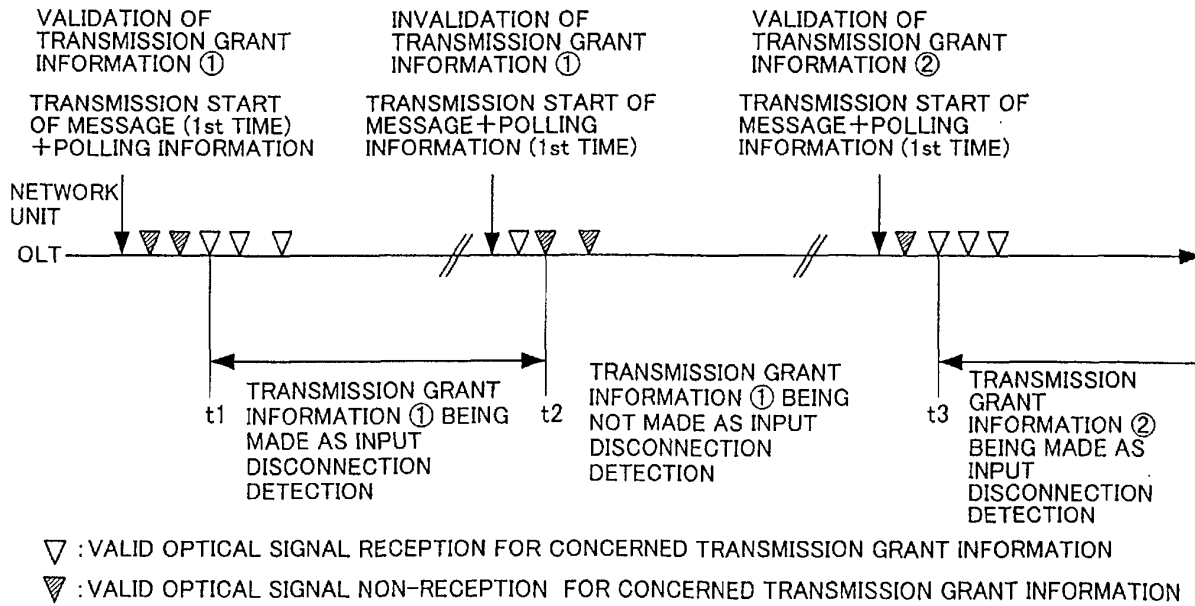 VALIDATION OF
TRANSMISSION GRANT
INFORMATION ①
TRANSMISSION START
OF MESSAGE (1st TIME)
+POLLING INFORMATION
INVALIDATION OF
TRANSMISSION GRANT
INFORMATION ①
TRANSMISSION START OF
MESSAGE+POLLING
INFORMATION (1st TIME)
VALIDATION OF
TRANSMISSION GRANT
INFORMATION ②
TRANSMISSION START OF
MESSAGE+POLLING
INFORMATION (1st TIME)
NETWORK
UNIT
OLT
t1
TRANSMISSION GRANT
INFORMATION ① BEING
MADE AS INPUT
DISCONNECTION
DETECTION
t2
TRANSMISSION GRANT
INFORMATION ① BEING
NOT MADE AS INPUT
DISCONNECTION
DETECTION
t3
TRANSMISSION
GRANT
INFORMATION ②
BEING MADE AS
INPUT
DISCONNECTION
DETECTION
:VALID OPTICAL SIGNAL RECEPTION FOR CONCERNED TRANSMISSION GRANT INFORMATION
:VALID OPTICAL SIGNAL NON-RECEPTION FOR CONCERNED TRANSMISSION GRANT INFORMATION